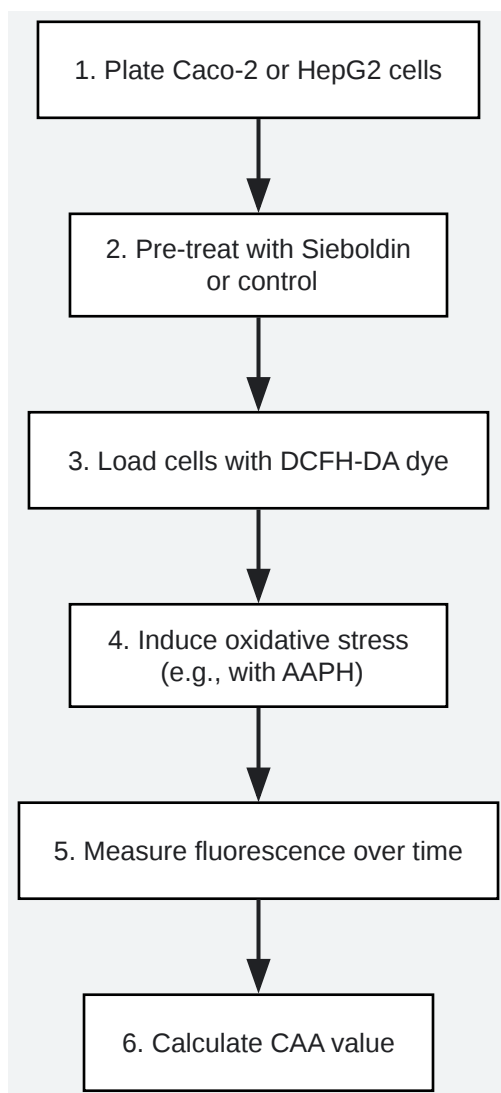 1. Plate Caco-2 or HepG2 cells
2. Pre-treat with Sieboldin
or control
3. Load cells with DCFH-DA dye
4. Induce oxidative stress
(e.g., with AAPH)
5. Measure fluorescence over time
6. Calculate CAA value